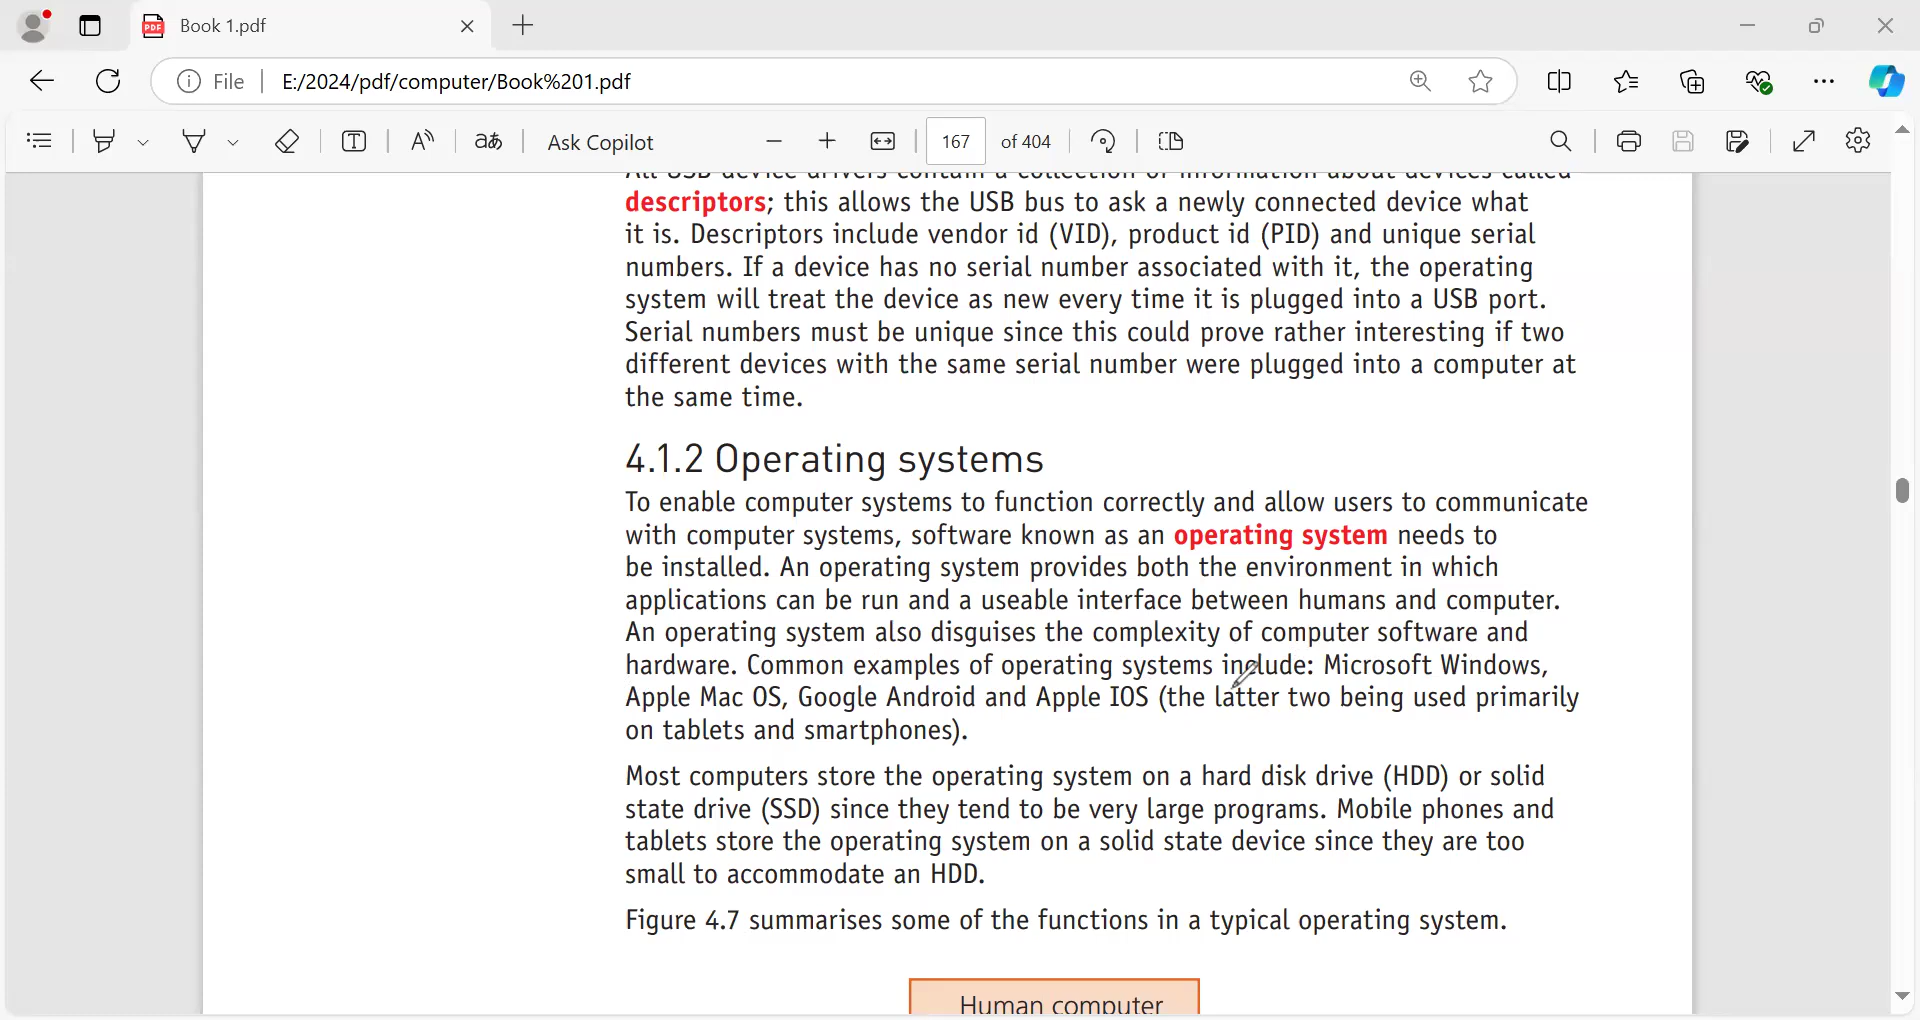 Book 1.pdf
File
E:/2024/pdf/computer/Book%201.pdf
Ask Copilot
167 of 404
All USB device drivers contain a collection of information about devices called
descriptors; this allows the USB bus to ask a newly connected device what
it is. Descriptors include vendor id (VID), product id (PID) and unique serial
numbers. If a device has no serial number associated with it, the operating
system will treat the device as new every time it is plugged into a USB port.
Serial numbers must be unique since this could prove rather interesting if two
different devices with the same serial number were plugged into a computer at
the same time.
4.1.2 Operating systems
To enable computer systems to function correctly and allow users to communicate
with computer systems, software known as an operating system needs to
be installed. An operating system provides both the environment in which
applications can be run and a useable interface between humans and computer.
An operating system also disguises the complexity of computer software and
hardware. Common examples of operating systems include: Microsoft Windows,
Apple Mac OS, Google Android and Apple IOS (the latter two being used primarily
on tablets and smartphones).
Most computers store the operating system on a hard disk drive (HDD) or solid
state drive (SSD) since they tend to be very large programs. Mobile phones and
tablets store the operating system on a solid state device since they are too
small to accommodate an HDD.
Figure 4.7 summarises some of the functions in a typical operating system.
Human computer